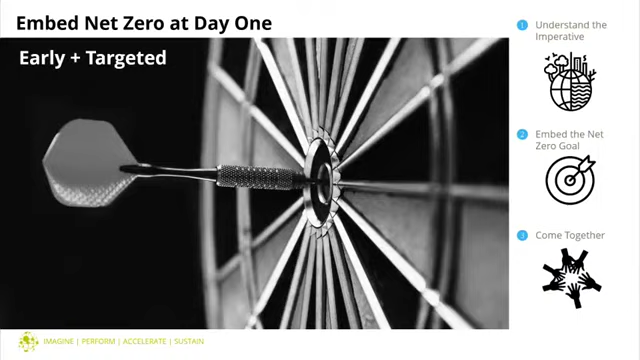 Embed Net Zero at Day One
Early + Targeted
1 Understand the
Imperative
2 Embed the Net
Zero Goal
3 Come Together
IMAGINE | PERFORM | ACCELERATE | SUSTAIN